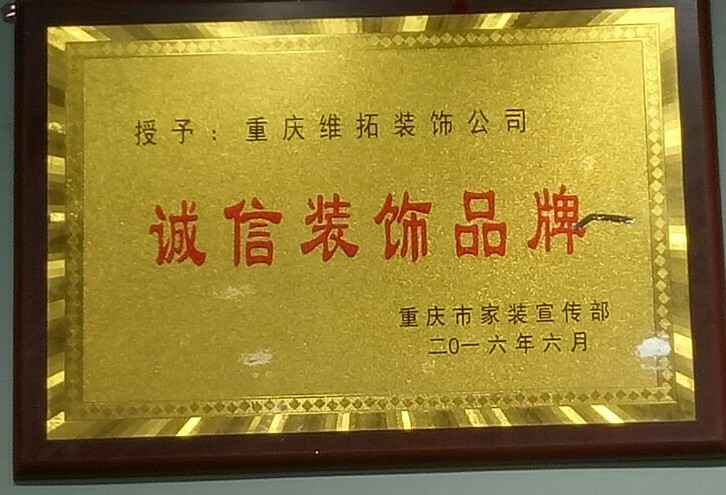 授予：重庆维拓装饰公司
诚信装饰品牌
重庆市家装宣传部
二0一六年六月